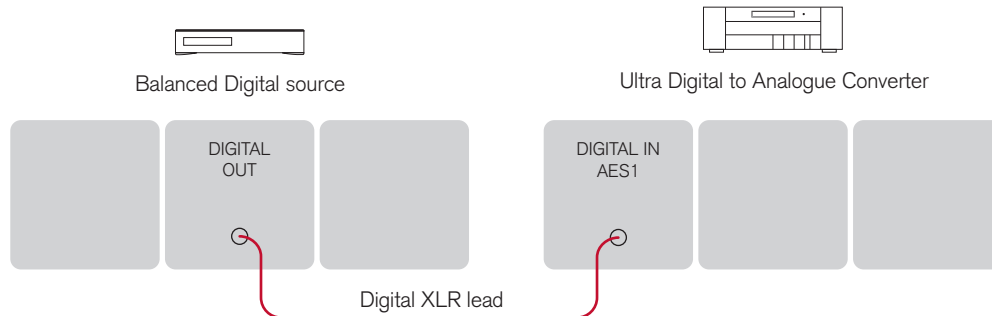 Balanced Digital source
Ultra Digital to Analogue Converter
DIGITAL
OUT
DIGITAL IN
AES1
Digital XLR lead